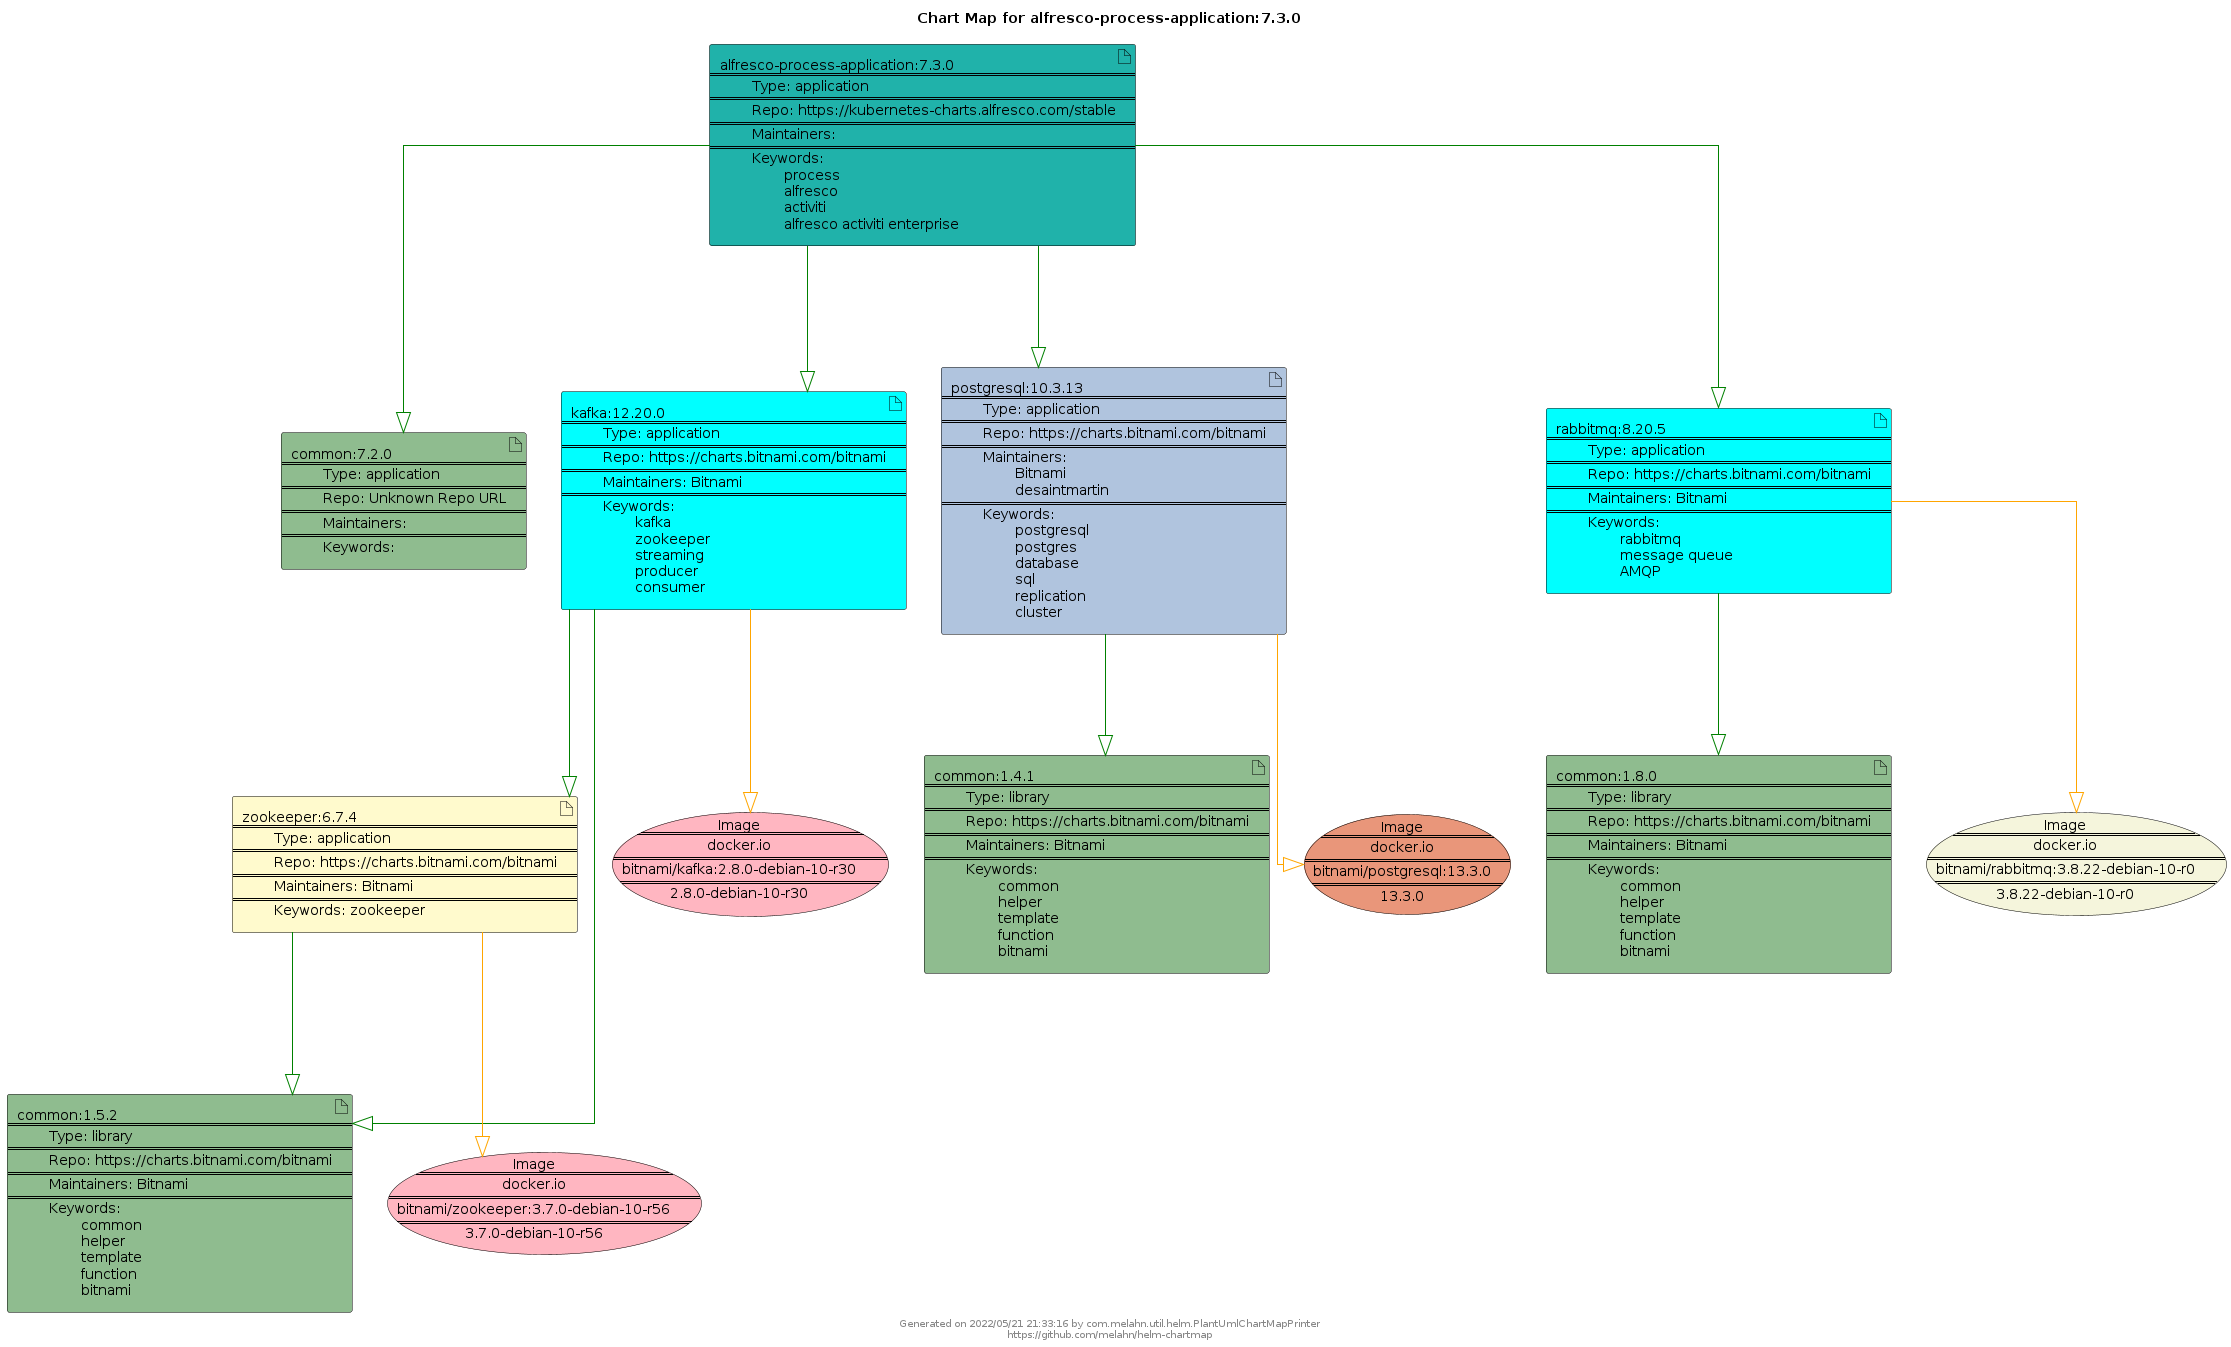 Chart Map for alfresco-process-application:7.3.0
alfresco-process-application:7.3.0
Type: application
Repo: https://kubernetes-charts.alfresco.com/stable
Maintainers:
Keywords:
process
alfresco
activiti
alfresco activiti enterprise
common:7.2.0
Type: application
Repo: Unknown Repo URL
Maintainers:
Keywords:
kafka:12.20.0
Type: application
Repo: https://charts.bitnami.com/bitnami
Maintainers: Bitnami
Keywords:
kafka
zookeeper
streaming
producer
consumer
postgresql:10.3.13
Type: application
Repo: https://charts.bitnami.com/bitnami
Maintainers:
Bitnami
desaintmartin
Keywords:
postgresql
postgres
database
sql
replication
cluster
rabbitmq:8.20.5
Type: application
Repo: https://charts.bitnami.com/bitnami
Maintainers: Bitnami
Keywords:
rabbitmq
message queue
AMQP
zookeeper:6.7.4
Type: application
Repo: https://charts.bitnami.com/bitnami
Maintainers: Bitnami
Keywords: zookeeper
Image
docker.io
bitnami/kafka:2.8.0-debian-10-r30
2.8.0-debian-10-r30
common:1.4.1
Type: library
Repo: https://charts.bitnami.com/bitnami
Maintainers: Bitnami
Keywords:
common
helper
template
function
bitnami
Image
docker.io
bitnami/postgresql:13.3.0
13.3.0
common:1.8.0
Type: library
Repo: https://charts.bitnami.com/bitnami
Maintainers: Bitnami
Keywords:
common
helper
template
function
bitnami
Image
docker.io
bitnami/rabbitmq:3.8.22-debian-10-r0
3.8.22-debian-10-r0
common:1.5.2
Type: library
Repo: https://charts.bitnami.com/bitnami
Maintainers: Bitnami
Keywords:
common
helper
template
function
bitnami
Image
docker.io
bitnami/zookeeper:3.7.0-debian-10-r56
3.7.0-debian-10-r56
Generated on 2022/05/21 21:33:16 by com.melahn.util.helm.PlantUmlChartMapPrinter
https://github.com/melahn/helm-chartmap